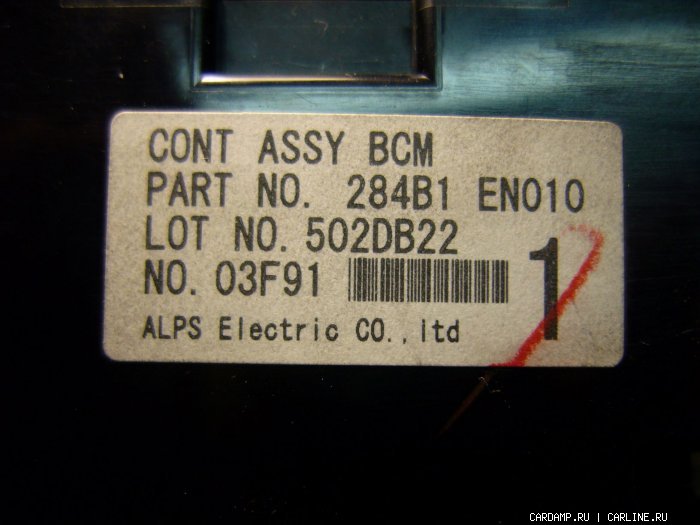 CONT ASSY BCM
PART NO. 284B1 EN010
LOT NO. 502DB22
NO. 03F91
1
ALPS Electric CO.,ltd
CARDAMP.RU | CARLINE.RU